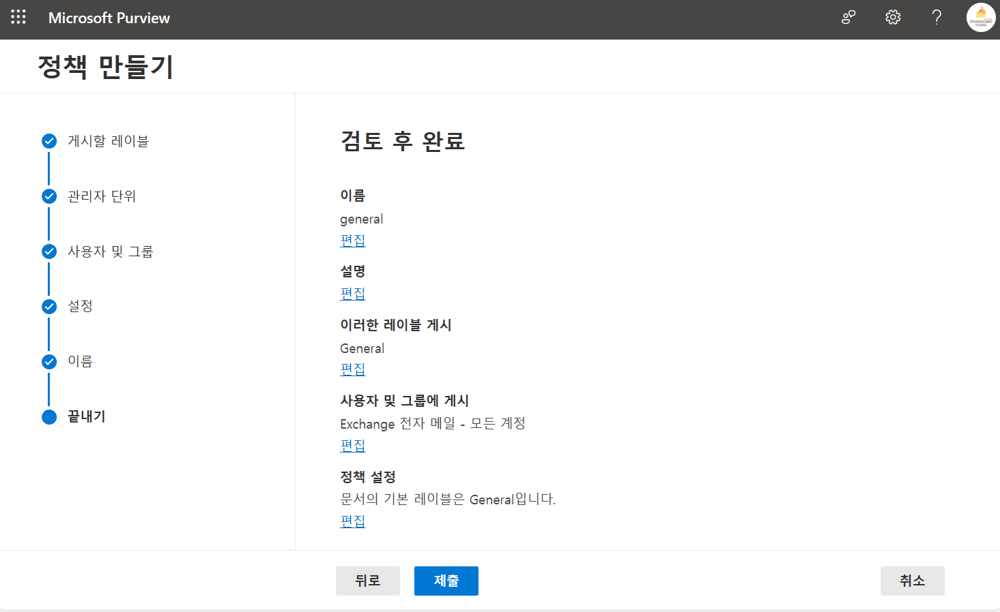 Microsoft Purview
Cheesecake
STUDIO
정책 만들기
게시할 레이블
관리자 단위
사용자 및 그룹
설정
이름
끝내기
검토 후 완료
이름
general
편집
설명
편집
이러한 레이블 게시
General
편집
사용자 및 그룹에 게시
Exchange 전자 메일 - 모든 계정
편집
정책 설정
문서의 기본 레이블은 General입니다.
편집
뒤로
제출
취소